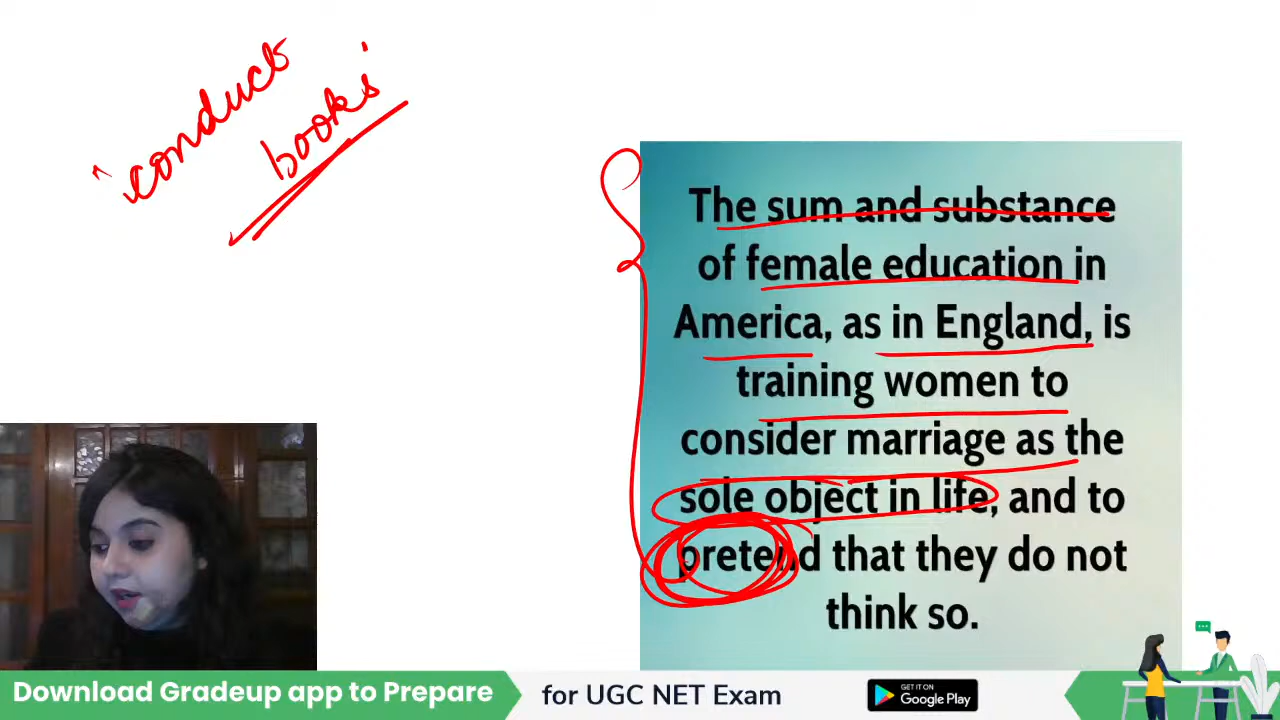 "conduct
books"
The sum and substance
of female education in
America, as in England, is
training women to
consider marriage as the
sole object in life, and to
pretend that they do not
think so.
Download Gradeup app to Prepare
for UGC NET Exam
GET IT ON
Google Play